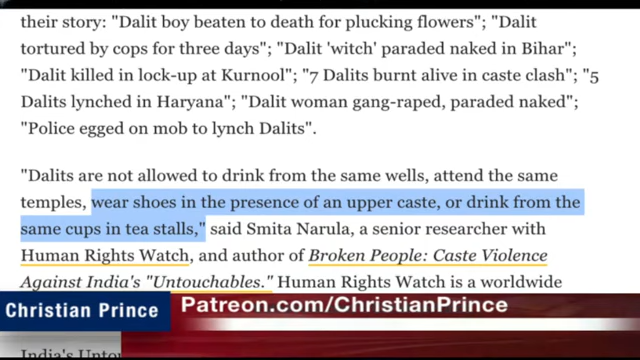 their story: "Dalit boy beaten to death for plucking flowers"; "Dalit
tortured by cops for three days"; "Dalit 'witch' paraded naked in Bihar";
"Dalit killed in lock-up at Kurnool"; "7 Dalits burnt alive in caste clash"; "5
Dalits lynched in Haryana"; "Dalit woman gang-raped, paraded naked";
"Police egged on mob to lynch Dalits".
"Dalits are not allowed to drink from the same wells, attend the same
temples, wear shoes in the presence of an upper caste, or drink from the
same cups in tea stalls," said Smita Narula, a senior researcher with
Human Rights Watch, and author of Broken People: Caste Violence
Against India's "Untouchables." Human Rights Watch is a worldwide
Christian Prince
Patreon.com/ChristianPrince
India's